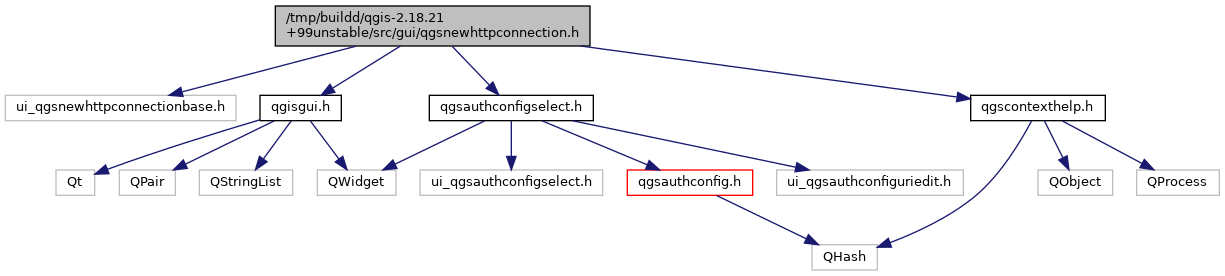 /tmp/buildd/qgis-2.18.21
+99unstable/src/gui/qgsnewhttpconnection.h
ui_qgsnewhttpconnectionbase.h
qgisgui.h
qgsauthconfigselect.h
qgscontexthelp.h
Qt
QPair
QStringList
QWidget
ui_qgsauthconfigselect.h
qgsauthconfig.h
ui_qgsauthconfiguriedit.h
QObject
QProcess
QHash